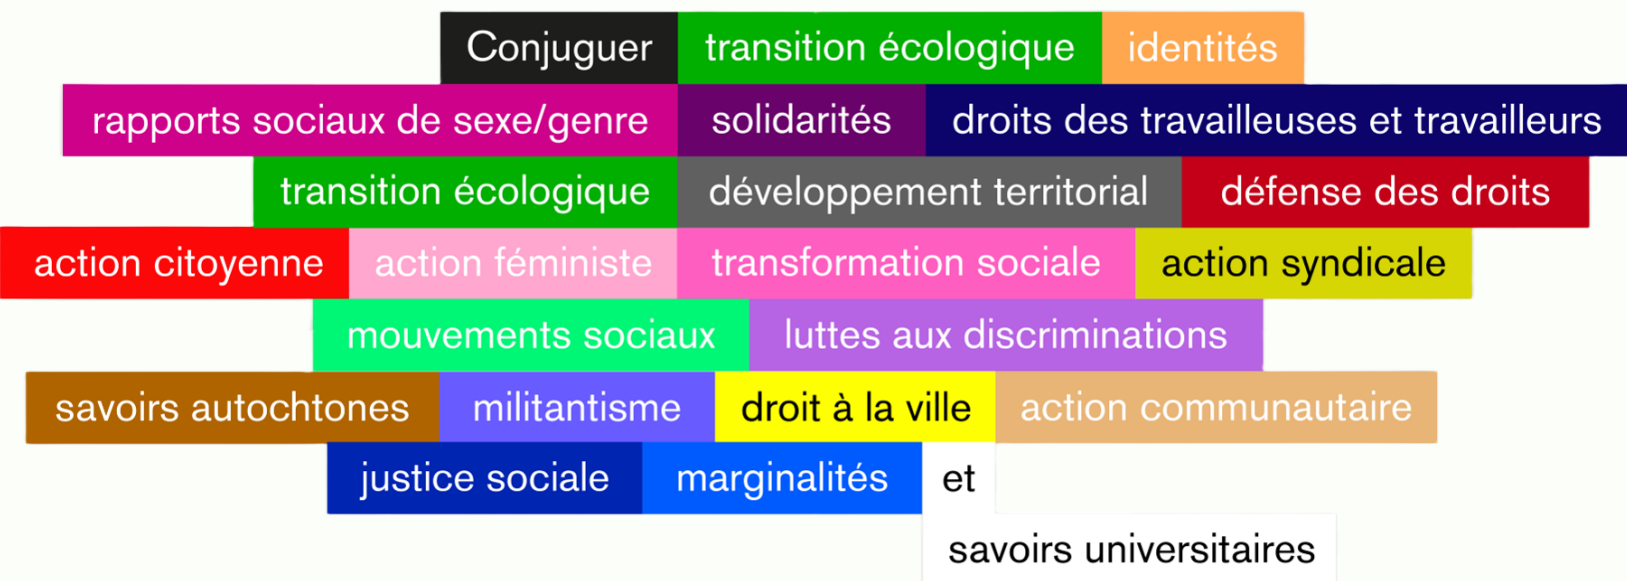 Conjuguer transition écologique identités
rapports sociaux de sexe/genre solidarités droits des travailleuses et travailleurs
transition écologique développement territorial défense des droits
action citoyenne action féministe transformation sociale action syndicale
mouvements sociaux luttes aux discriminations
savoirs autochtones militantisme droit à la ville action communautaire
justice sociale marginalités et
savoirs universitaires